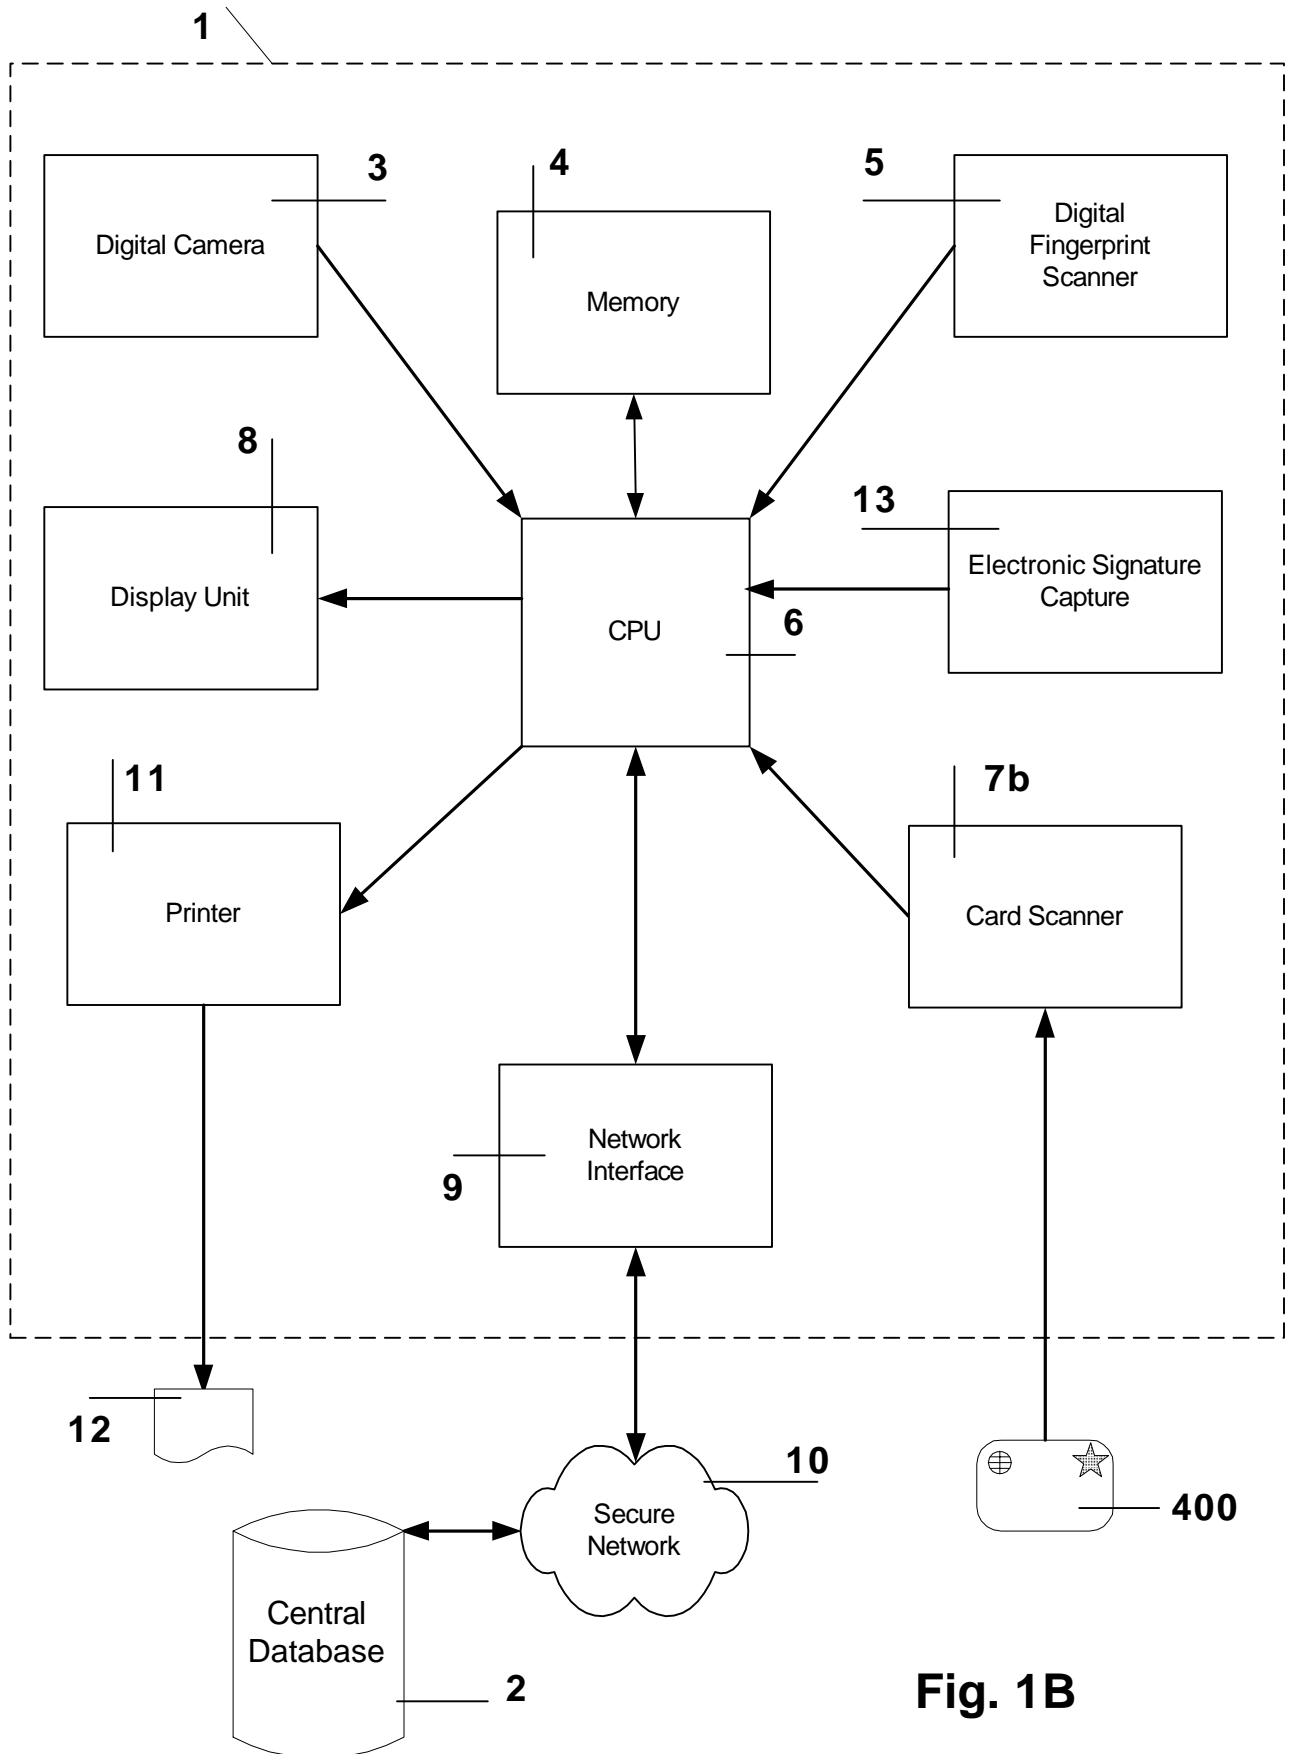 1
3
4
5
Digital Camera
Memory
Digital
Fingerprint
Scanner
8
13
Display Unit
CPU
6
Electronic Signature
Capture
11
7b
Printer
Card Scanner
9
Network
Interface
12
10
Secure
Network
400
Central
Database
2
Fig. 1B